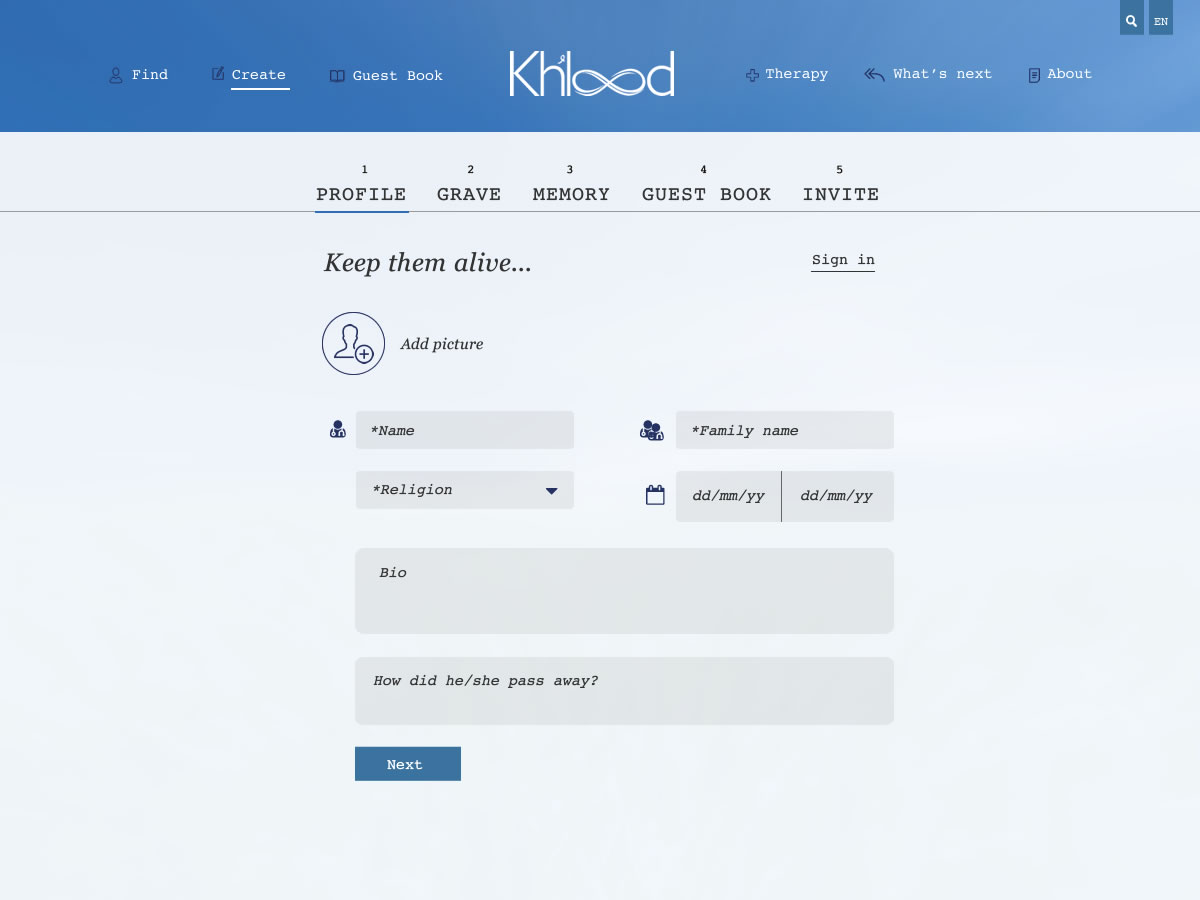 EN
Find
Create
Guest Book
Kh'lood
Therapy
What's next
About
1 2 3 4 5
PROFILE GRAVE MEMORY GUEST BOOK INVITE
Keep them alive...
Sign in
Add picture
*Name
*Family name
*Religion
dd/mm/yy dd/mm/yy
Bio
How did he/she pass away?
Next